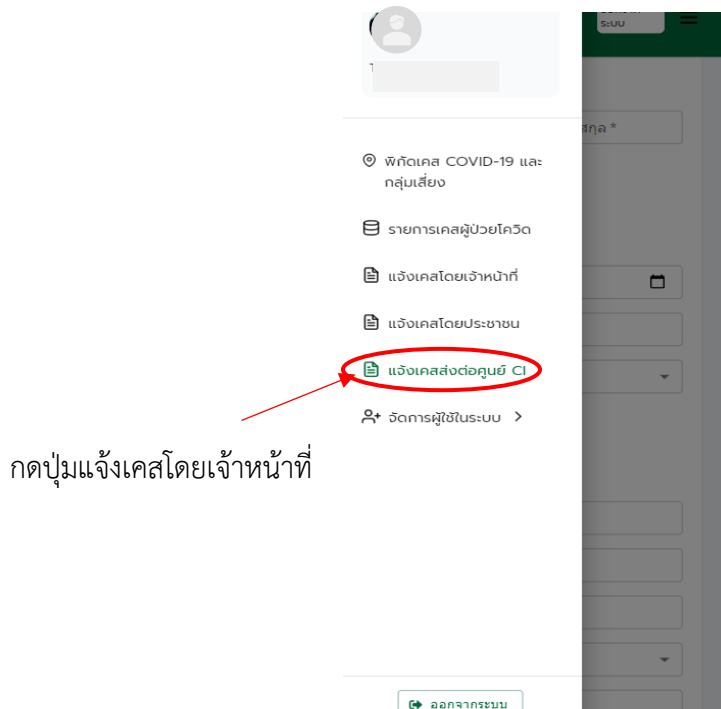 ระบบ
สกุล *
พิกัดเคส COVID-19 และ
กลุ่มเสี่ยง
รายการเคสผู้ป่วยโควิด
แจ้งเคสโดยเจ้าหน้าที่
แจ้งเคสโดยประชาชน
แจ้งเคสส่งต่อศูนย์ CI
จัดการผู้ใช้ในระบบ
กดปุ่มแจ้งเคสโดยเจ้าหน้าที่
ออกจากระบบ